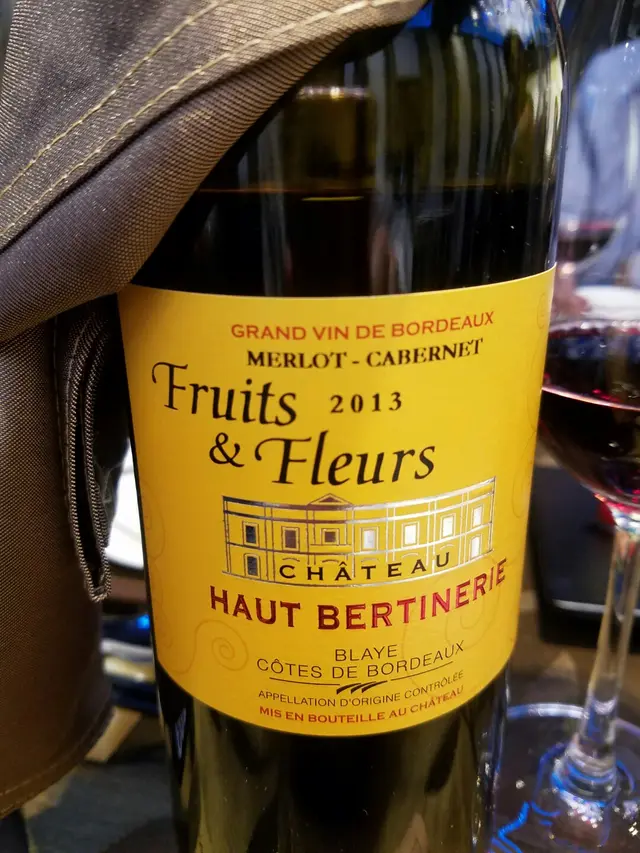 GRAND VIN DE BORDEAUX
MERLOT - CABERNET
Fruits 2013
& Fleurs
CHÂTEAU
HAUT BERTINERIE
BLAYE
CÔTES DE BORDEAUX
APPELLATION D'ORIGINE CONTRÔLÉE
MIS EN BOUTEILLE AU CHÂTEAU